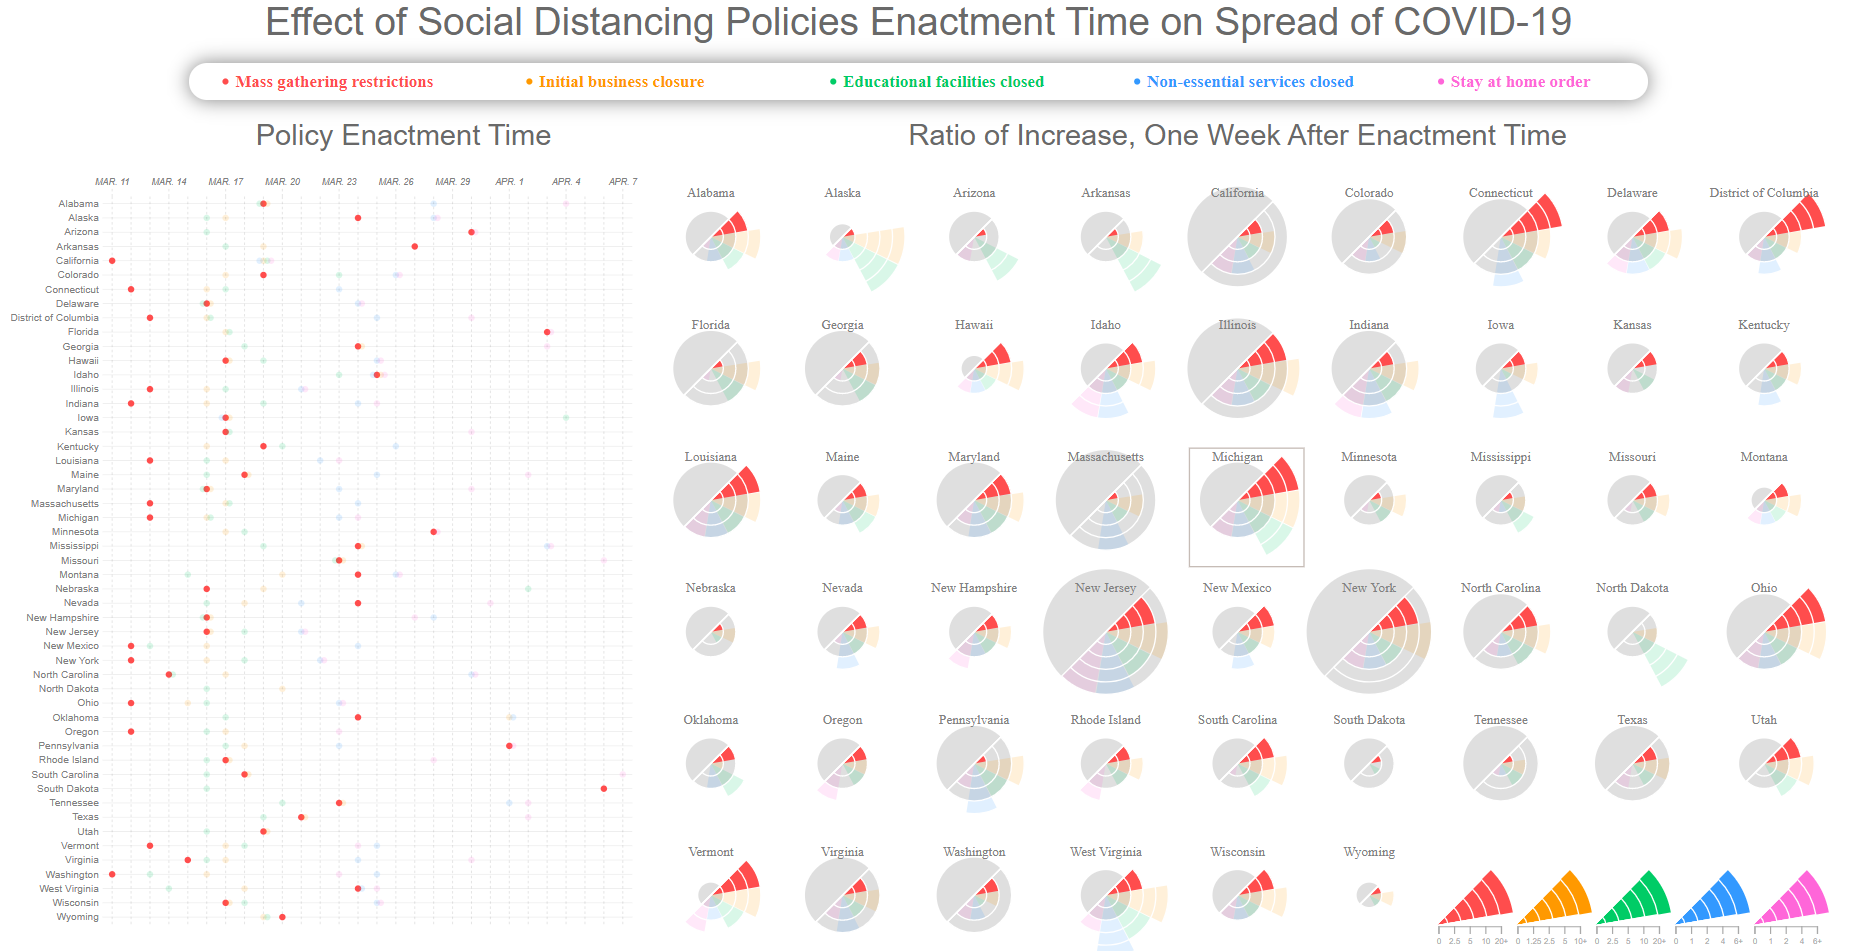 Effect of Social Distancing Policies Enactment Time on Spread of COVID-19
Mass gathering restrictions
Initial business closure
Educational facilities closed
Non-essential services closed
Stay at home order
Policy Enactment Time
Ratio of Increase, One Week After Enactment Time
MAR. 11 MAR. 14 MAR. 17 MAR. 20 MAR. 23 MAR. 26 MAR. 29 APR. 1 APR. 4 APR. 7
Alabama
Alaska
Arizona
Arkansas
California
Colorado
Connecticut
Delaware
District of Columbia
Florida
Georgia
Hawaii
Idaho
Illinois
Indiana
Iowa
Kansas
Kentucky
Louisiana
Maine
Maryland
Massachusetts
Michigan
Minnesota
Mississippi
Missouri
Montana
Nebraska
Nevada
New Hampshire
New Jersey
New Mexico
New York
North Carolina
North Dakota
Ohio
Oklahoma
Oregon
Pennsylvania
Rhode Island
South Carolina
South Dakota
Tennessee
Texas
Utah
Vermont
Virginia
Washington
West Virginia
Wisconsin
Wyoming
Alabama Alaska Arizona Arkansas California Colorado Connecticut Delaware District of Columbia
Florida Georgia Hawaii Idaho Illinois Indiana Iowa Kansas Kentucky
Louisiana Maine Maryland Massachusetts Michigan Minnesota Mississippi Missouri Montana
Nebraska Nevada New Hampshire New Jersey New Mexico New York North Carolina North Dakota Ohio
Oklahoma Oregon Pennsylvania Rhode Island South Carolina South Dakota Tennessee Texas Utah
Vermont Virginia Washington West Virginia Wisconsin Wyoming
0 2.5 5 10 20+
0 1.25 2.5 5 10+
0 2.5 5 10 20+
0 1 2 4 6+
0 1 2 4 6+